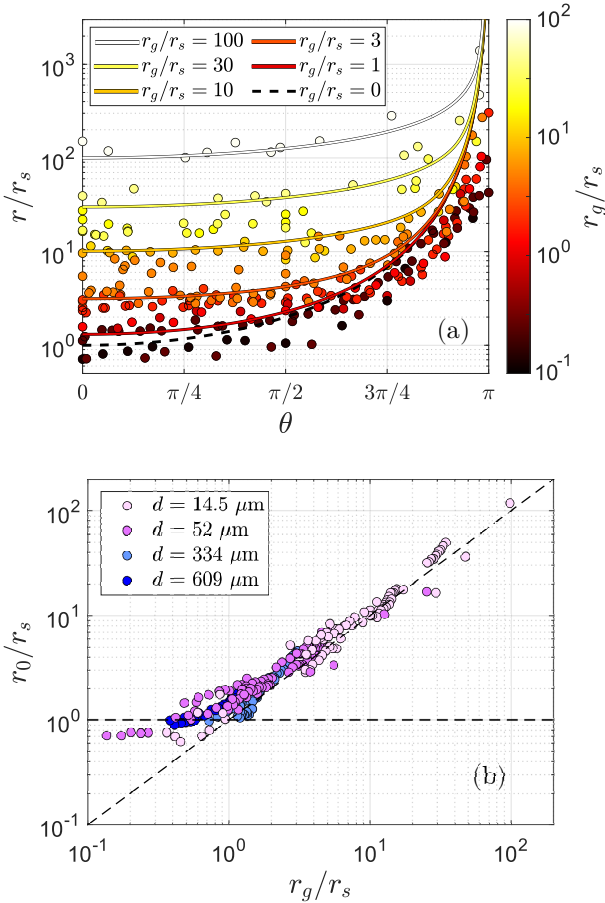 r_g/r_s = 100
r_g/r_s = 3
r_g/r_s = 30
r_g/r_s = 1
r_g/r_s = 10
r_g/r_s = 0
10^3
10^2
10^1
10^0
r/r_s
0
π/4
π/2
3π/4
π
θ
(a)
10^2
10^1
10^0
10^-1
r_g/r_s
d = 14.5 μm
d = 52 μm
d = 334 μm
d = 609 μm
10^2
10^1
10^0
10^-1
r_0/r_s
(b)
10^-1
10^0
10^1
10^2
r_g/r_s